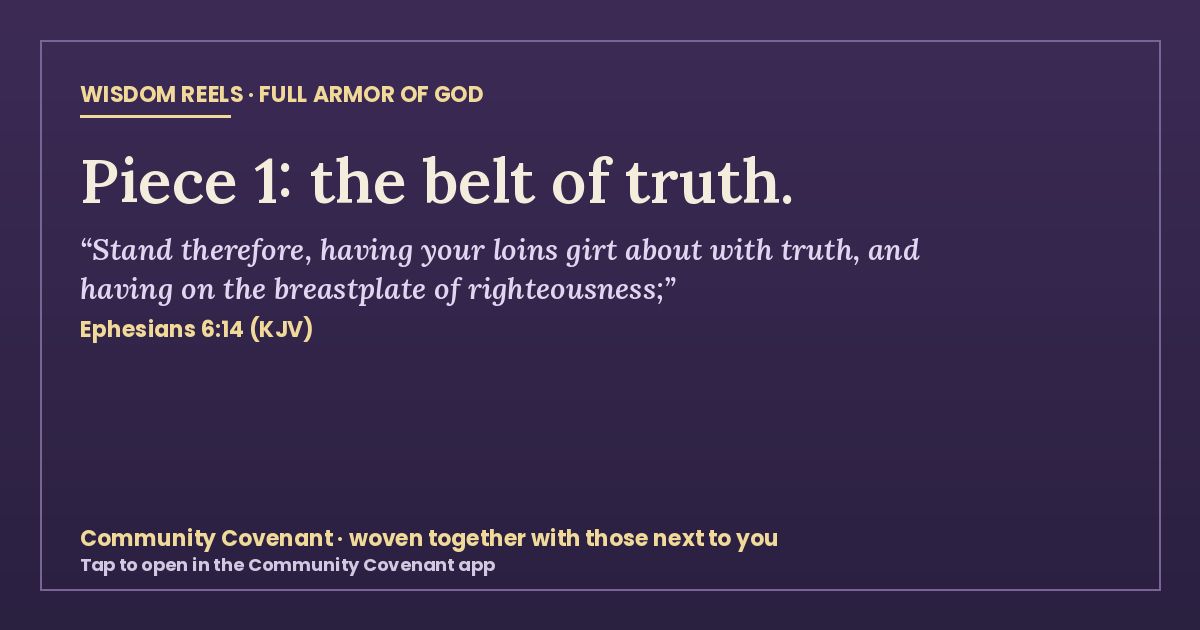 WISDOM REELS · FULL ARMOR OF GOD
Piece 1: the belt of truth.
“Stand therefore, having your loins girt about with truth, and
having on the breastplate of righteousness;”
Ephesians 6:14 (KJV)
Community Covenant · woven together with those next to you
Tap to open in the Community Covenant app